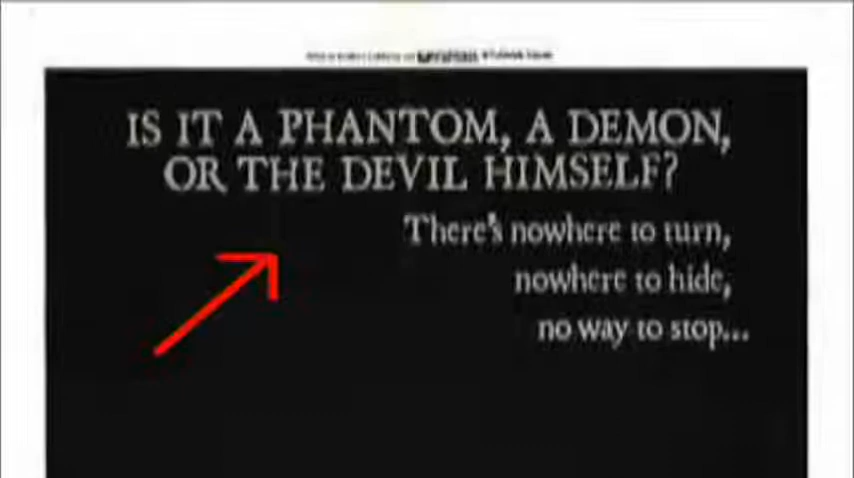 IS IT A PHANTOM, A DEMON,
OR THE DEVIL HIMSELF?
There's nowhere to turn,
nowhere to hide,
no way to stop...